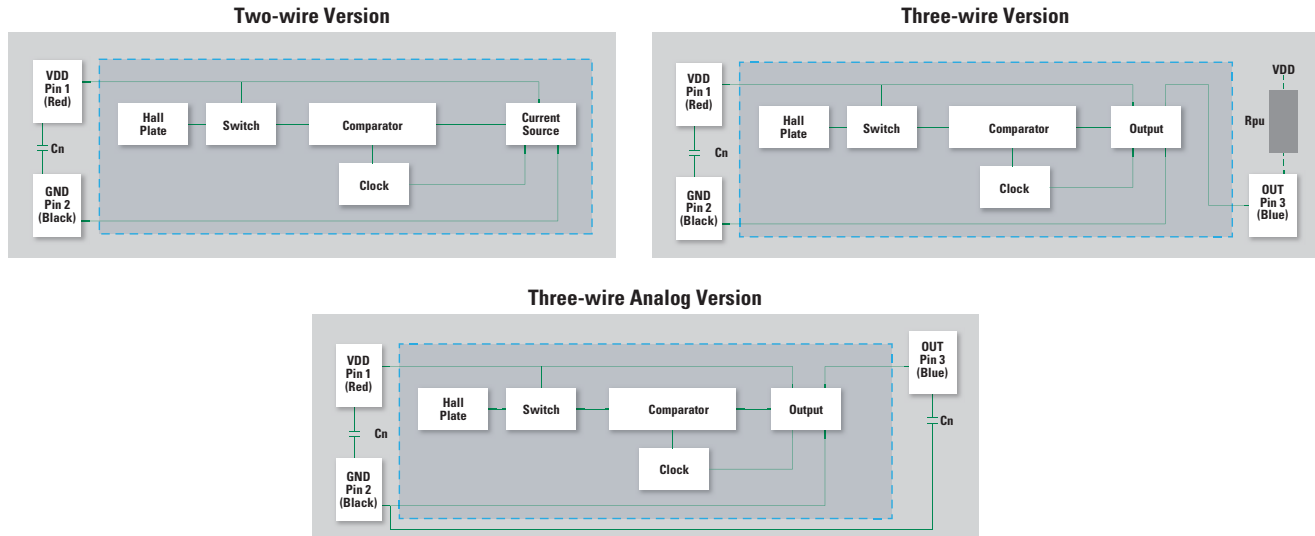 Two-wire Version
VDD
Pin 1
(Red)
Cn
GND
Pin 2
(Black)
Hall
Plate
Switch
Comparator
Current
Source
Clock
Three-wire Version
VDD
Pin 1
(Red)
Cn
GND
Pin 2
(Black)
Hall
Plate
Switch
Comparator
Output
Clock
VDD
Rpu
OUT
Pin 3
(Blue)
Three-wire Analog Version
VDD
Pin 1
(Red)
Cn
GND
Pin 2
(Black)
Hall
Plate
Switch
Comparator
Output
Clock
OUT
Pin 3
(Blue)
Cn